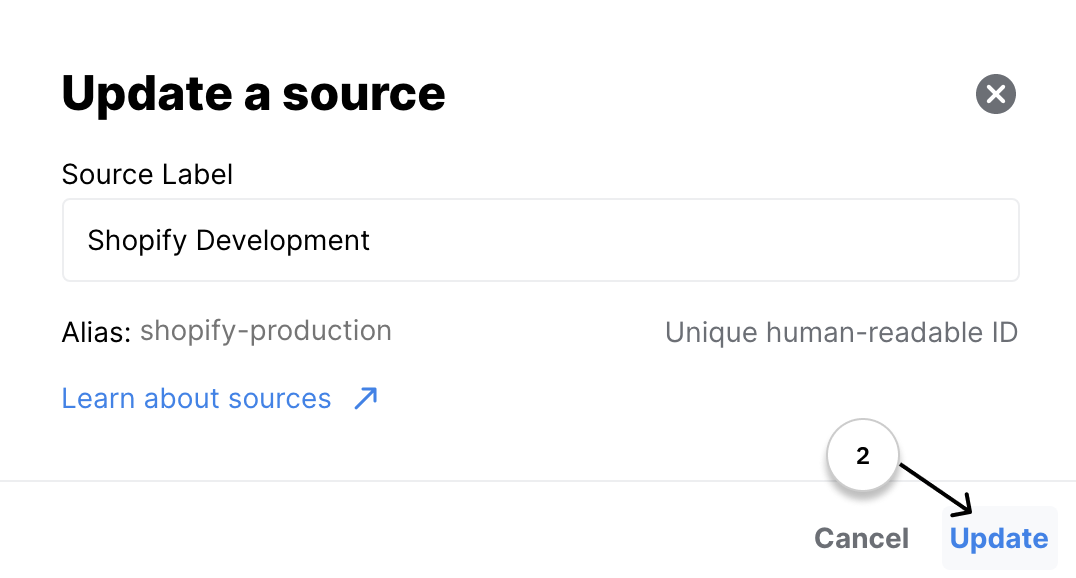 Update a source
Source Label
Shopify Development
Alias: shopify-production
Unique human-readable ID
Learn about sources
2
Cancel
Update